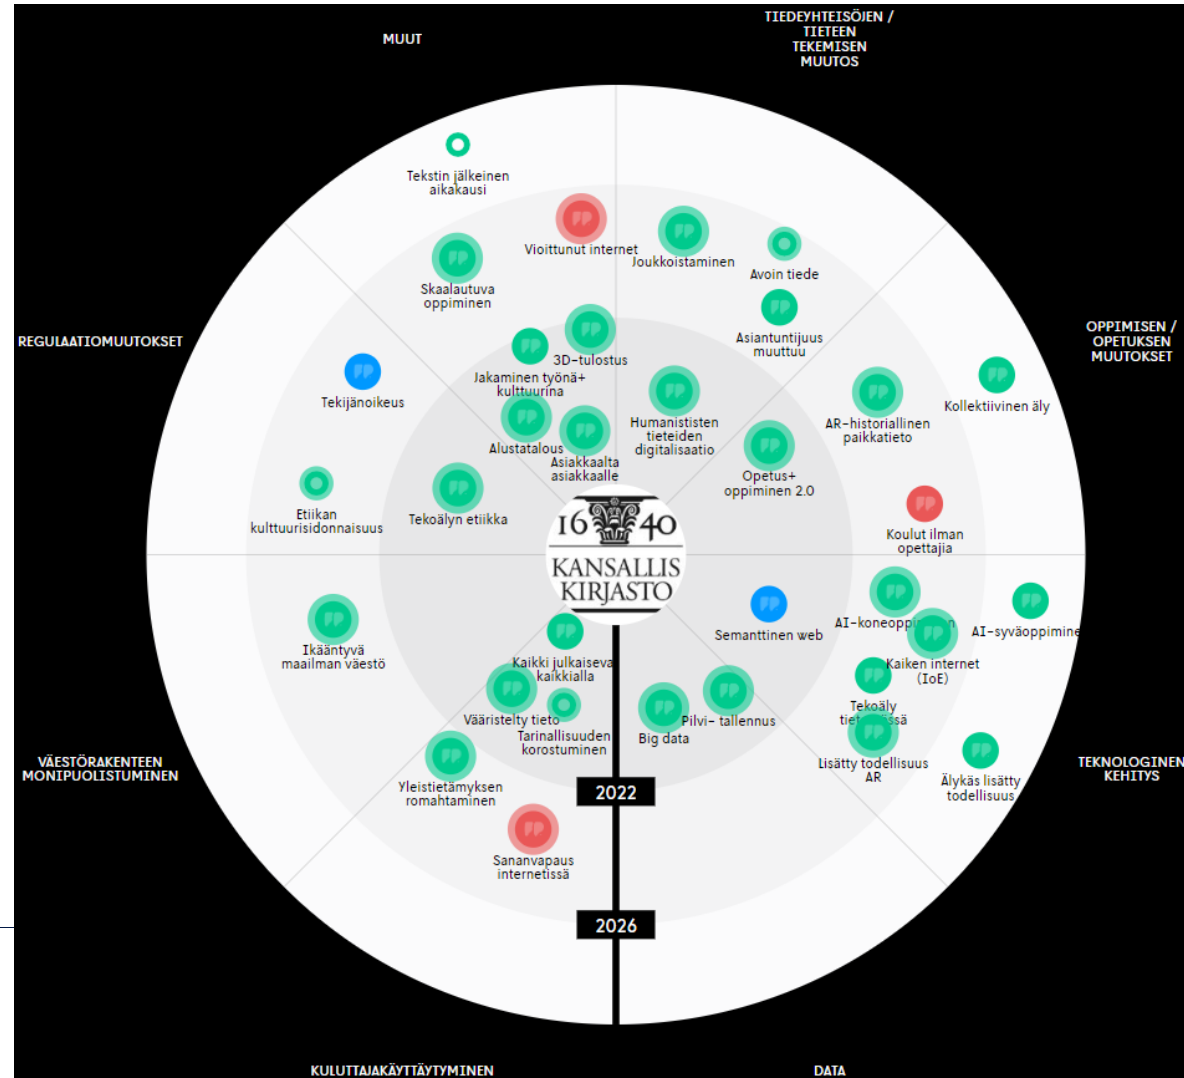 MUUT
TIEDEYHTEISÖJEN /
TIETEEN
TEKEMISEN
MUUTOS
Tekstin jälkeinen
aikakausi
Vioittunut internet
Joukkoistaminen
Avoin tiede
Skaalautuva
oppiminen
Asiantuntijuus
muuttuu
REGULAATIOMUUTOKSET
OPPIMISEN /
OPETUKSEN
MUUTOKSET
3D-tulostus
Jakaminen työnä+
kulttuurina
Tekijänoikeus
Kollektiivinen äly
AR-historiallinen
paikkatieto
Humanististen
tieteiden
digitalisaatio
Alustatalous
Asiakkaalta
asiakkaalle
Opetus+
oppiminen 2.0
Etiikan
kulttuurisidonnaisuus
Tekoälyn etiikka
Koulut ilman
opettajia
1640
KANSALLIS
KIRJASTO
Semanttinen web
AI-syväoppimine
Ikääntyvä
maailman väestö
Kaikki julkaiseva
kaikkialla
Kaiken internet
(IoE)
Tekoäly
Vääristelty tieto
Tarinallisuuden
korostuminen
Big data
Pilvi- tallennus
Lisätty todellisuus
AR
VÄESTÖRAKENTEEN
MONIPUOLISTUMINEN
TEKNOLOGINEN
KEHITYS
Yleistietämyksen
romahtaminen
2022
Älykäs lisätty
todellisuus
Sananvapaus
internetissä
2026
KULUTTAJAKÄYTTÄYTYMINEN
DATA